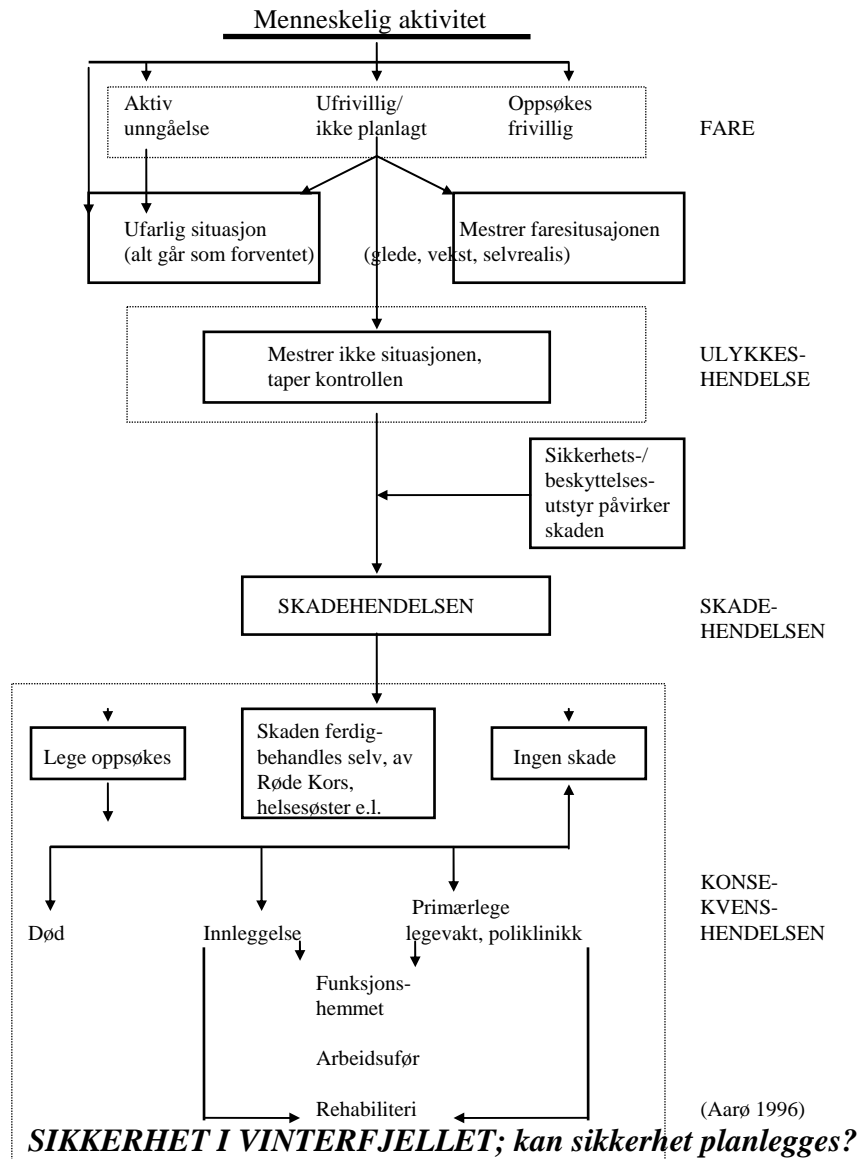 Menneskelig aktivitet
Aktiv
unngåelse
Ufrivillig/
ikke planlagt
Oppsøkes
frivillig
FARE
Ufarlig situasjon
(alt går som forventet)
Mestrer faresitusajonen
(glede, vekst, selvrealis)
Mestrer ikke situasjonen,
taper kontrollen
ULYKKES-
HENDELSE
Sikkerhets-/
beskyttelses-
utstyr påvirker
skaden
SKADEHENDELSEN
SKADE-
HENDELSEN
Lege oppsøkes
Skaden ferdig-
behandles selv, av
Røde Kors,
helsesøster e.l.
Ingen skade
Død
Innleggelse
Primærlege
legevakt, poliklinikk
KONSE-
KVENS-
HENDELSEN
Funksjons-
hemmet
Arbeidsufør
Rehabiliteri
(Aarø 1996)
SIKKERHET I VINTERFJELLET; kan sikkerhet planlegges?